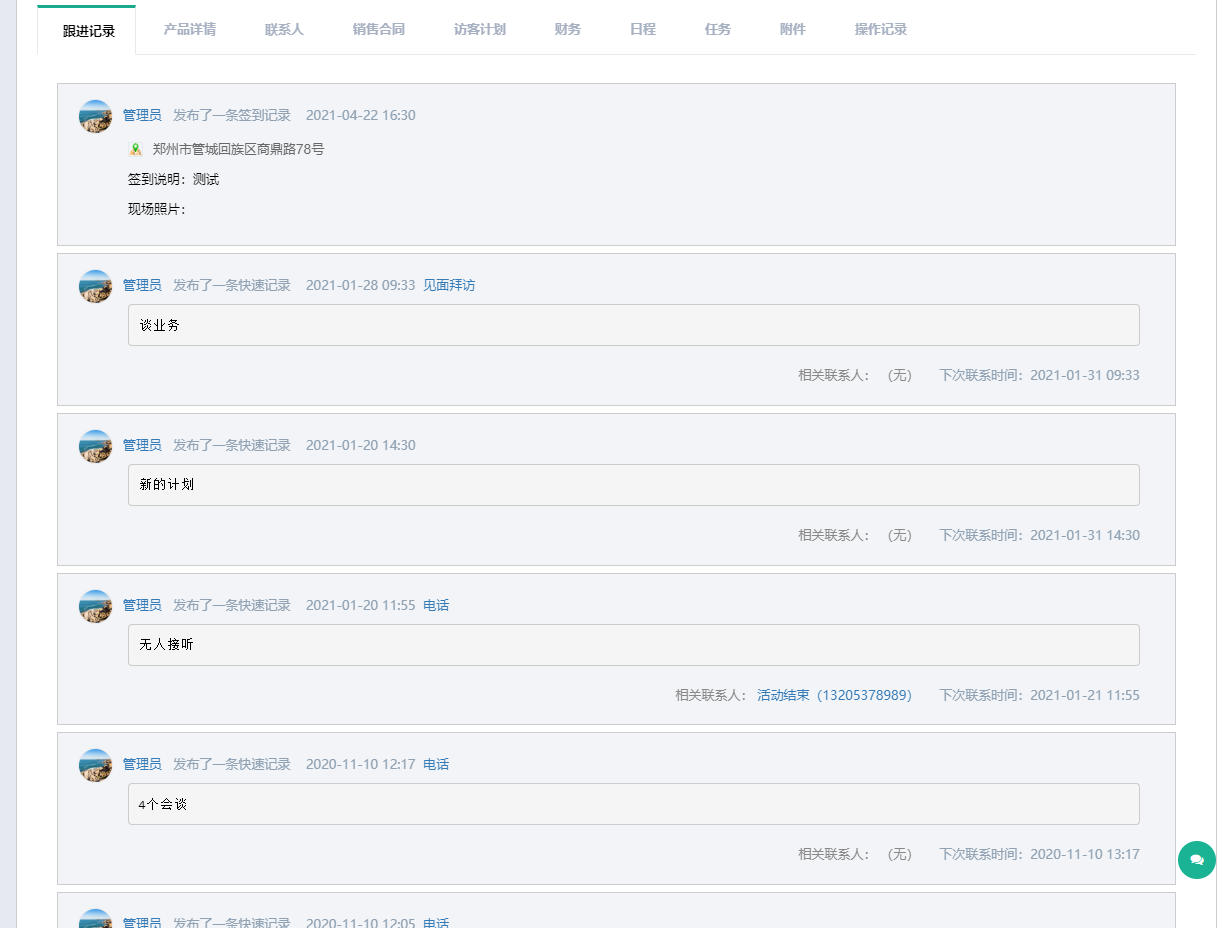 跟进记录 产品详情 联系人 销售合同 访客计划 财务 日程 任务 附件 操作记录
管理员 发布了一条签到记录 2021-04-22 16:30
郑州市管城回族区商鼎路78号
签到说明：测试
现场照片：
管理员 发布了一条快速记录 2021-01-28 09:33 见面拜访
谈业务
相关联系人： （无） 下次联系时间：2021-01-31 09:33
管理员 发布了一条快速记录 2021-01-20 14:30
新的计划
相关联系人： （无） 下次联系时间：2021-01-31 14:30
管理员 发布了一条快速记录 2021-01-20 11:55 电话
无人接听
相关联系人： 活动结束（13205378989） 下次联系时间：2021-01-21 11:55
管理员 发布了一条快速记录 2020-11-10 12:17 电话
4个会谈
相关联系人： （无） 下次联系时间：2020-11-10 13:17
管理员 发布了一条快速记录 2020-11-10 12:05 电话